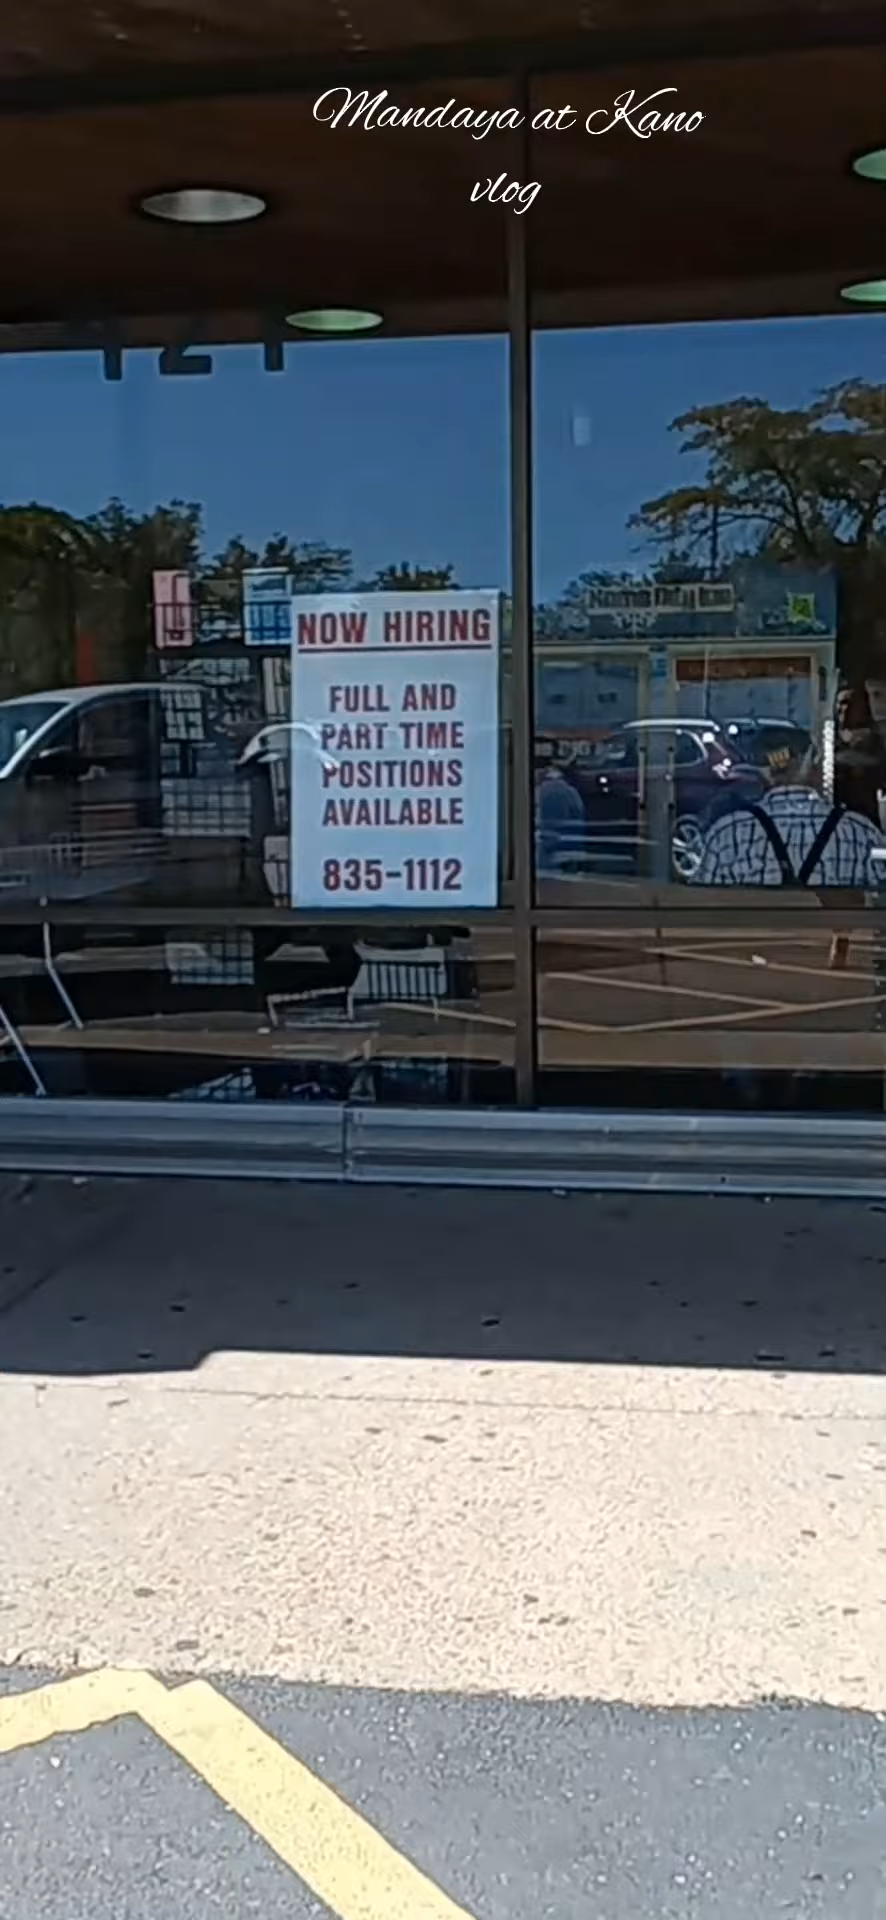 Mandaya at Kano
vlog
NOW HIRING
FULL AND
PART TIME
POSITIONS
AVAILABLE
835-1112